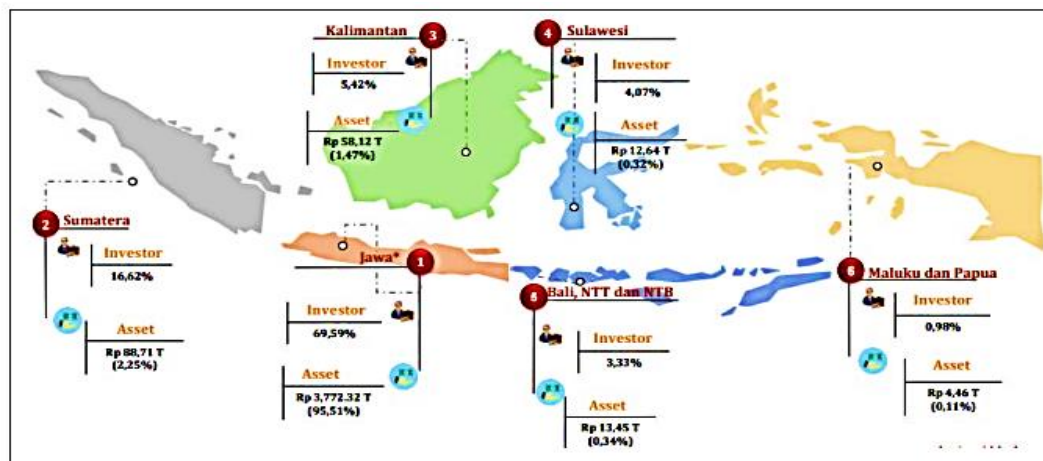 Kalimantan
3
Investor
5,42%
Asset
Rp 58,12 T
(1,47%)
4
Sulawesi
Investor
4,07%
Asset
Rp 12,64 T
(0,32%)
2
Sumatera
Investor
16,62%
Asset
Rp 88,71 T
(2,25%)
Jawa*
1
Investor
69,59%
Asset
Rp 3,772.32 T
(95,51%)
5
Bali, NTT dan NTB
Investor
3,33%
Asset
Rp 13,45 T
(0,34%)
6
Maluku dan Papua
Investor
0,98%
Asset
Rp 4,46 T
(0,11%)